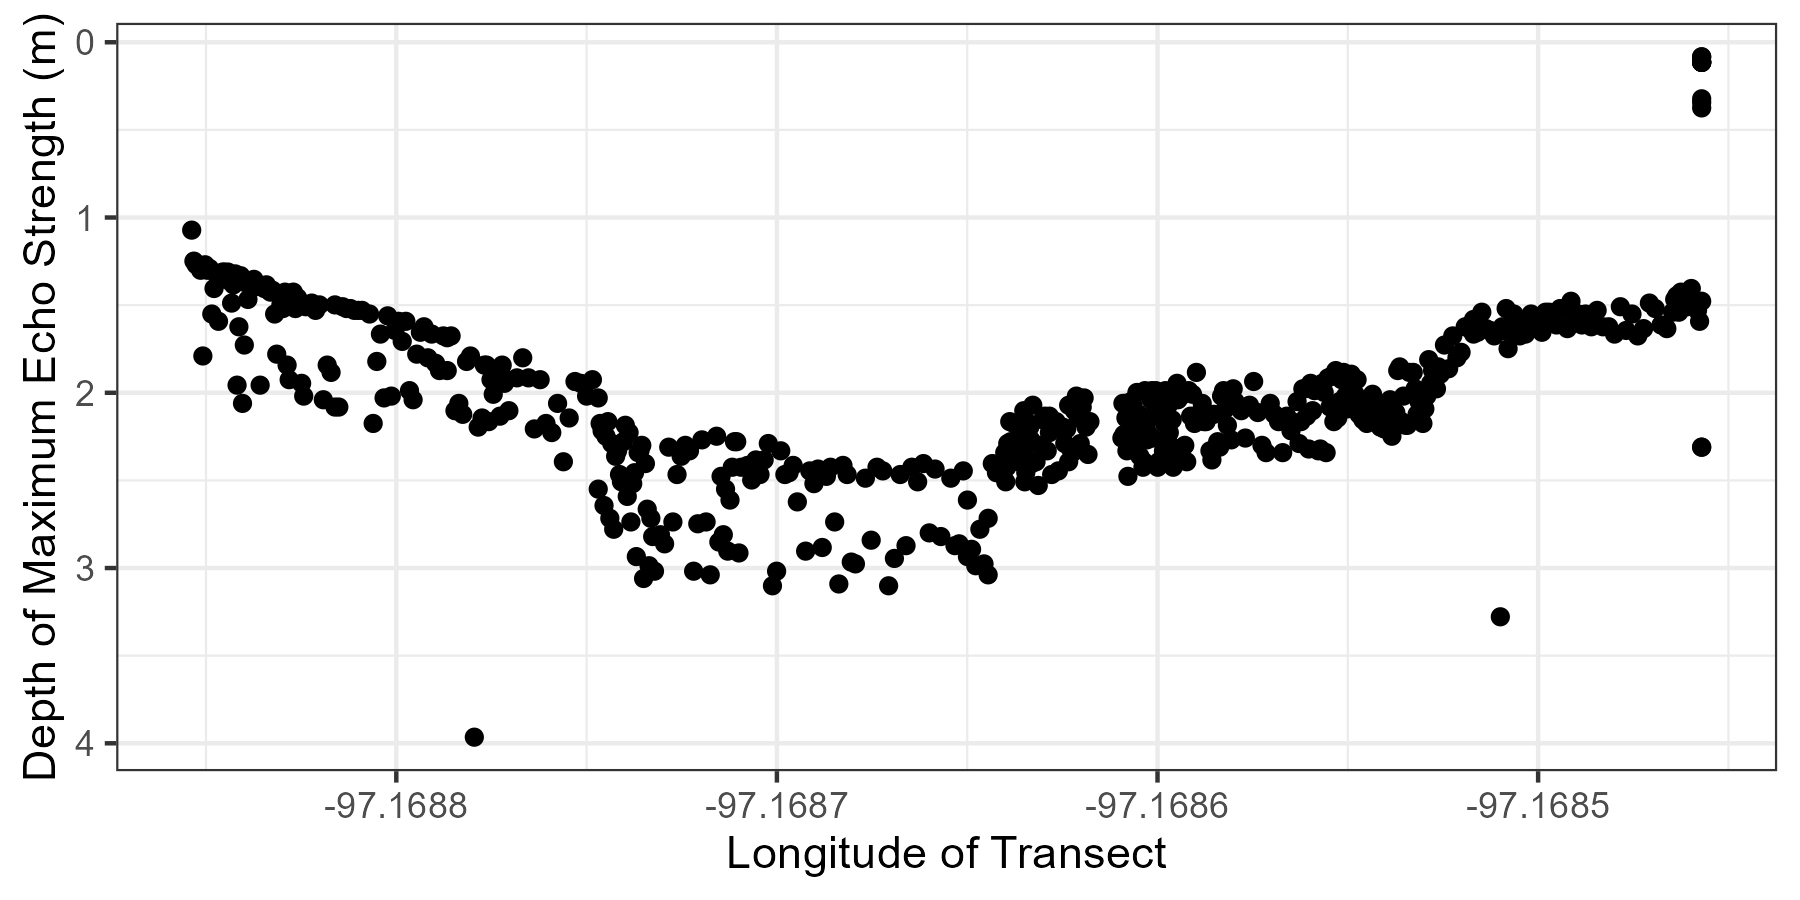 Depth of Maximum Echo Strength (m)
0
1
2
3
4
-97.1688 -97.1687 -97.1686 -97.1685
Longitude of Transect